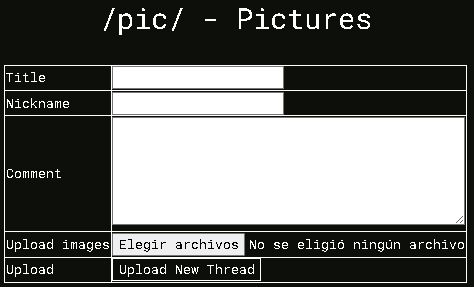 /pic/ - Pictures
Title
Nickname
Comment
Upload images Elegir archivos No se eligió ningún archivo
Upload Upload New Thread